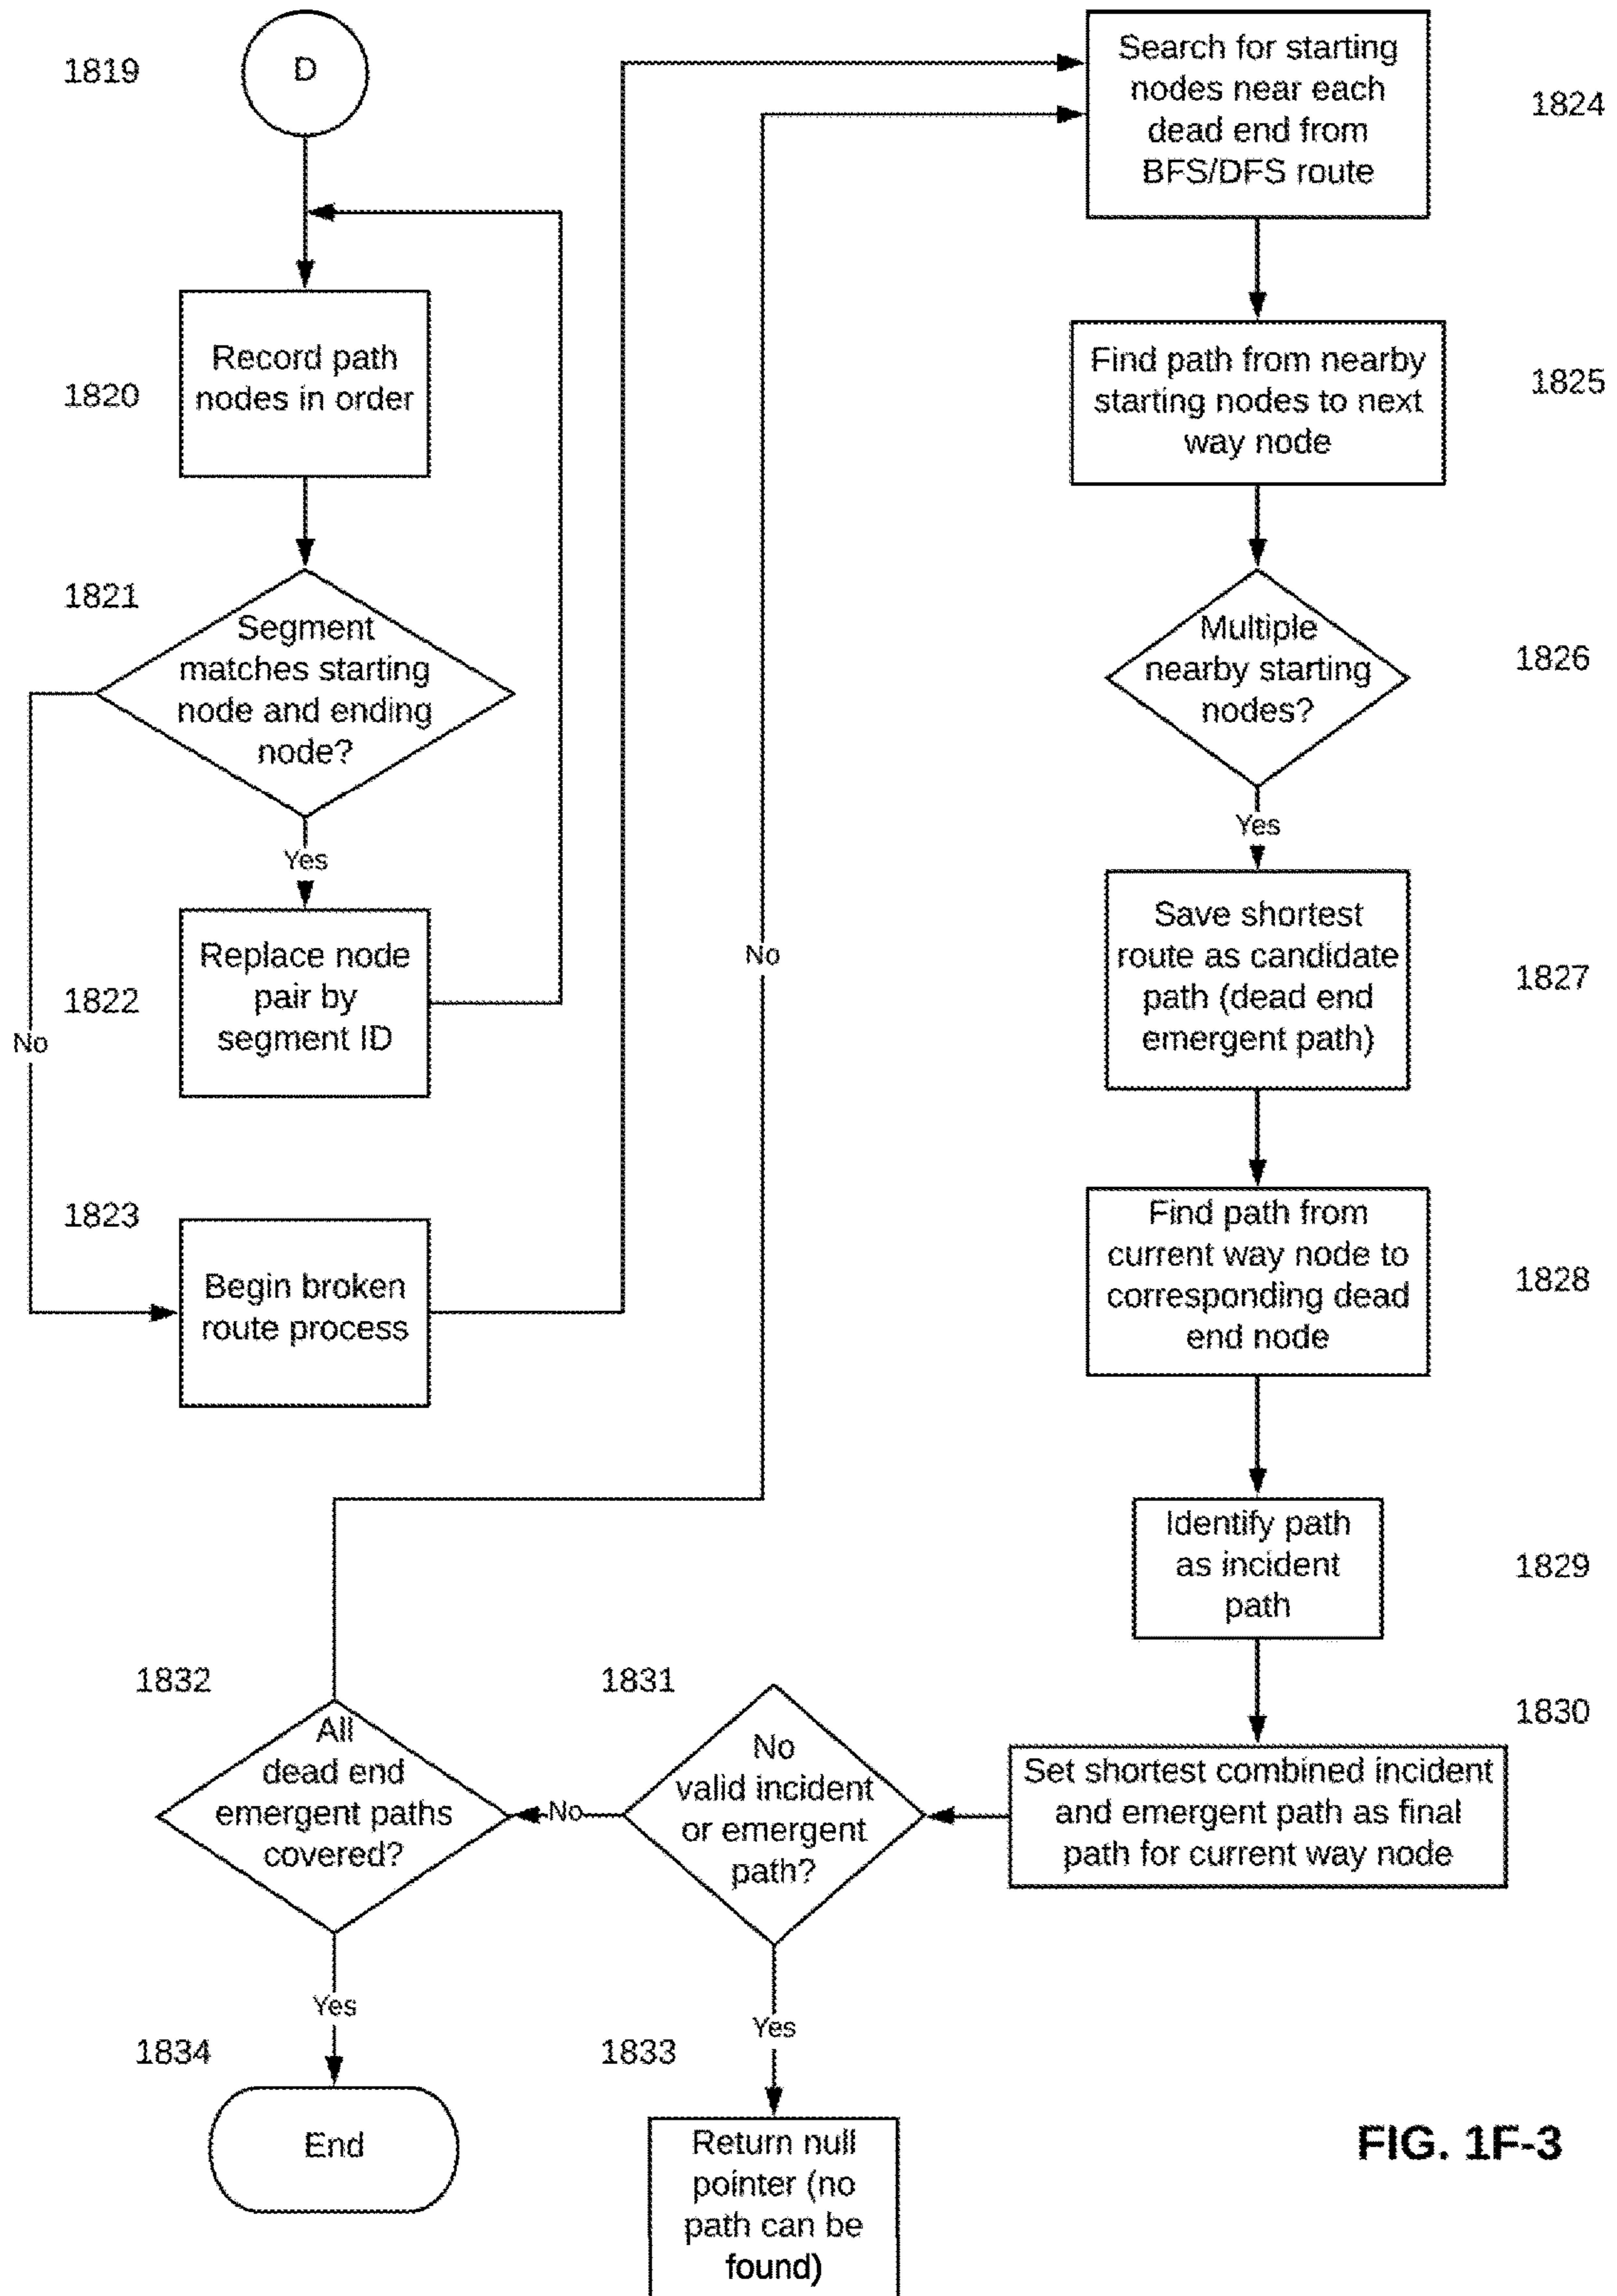 1819
D
1820
Record path
nodes in order
1821
Segment
matches starting
node and ending
node?
Yes
No
1822
Replace node
pair by
segment ID
1823
Begin broken
route process
Search for starting
nodes near each
dead end from
BFS/DFS route
1824
Find path from nearby
starting nodes to next
way node
1825
Multiple
nearby starting
nodes?
1826
Yes
Save shortest
route as candidate
path (dead end
emergent path)
1827
Find path from
current way node to
corresponding dead
end node
1828
Identify path
as incident
path
1829
Set shortest combined incident
and emergent path as final
path for current way node
1830
1831
No
valid incident
or emergent
path?
No
Yes
1832
All
dead end
emergent paths
covered?
No
Yes
1833
Return null
pointer (no
path can be
found)
1834
End
FIG. 1F-3